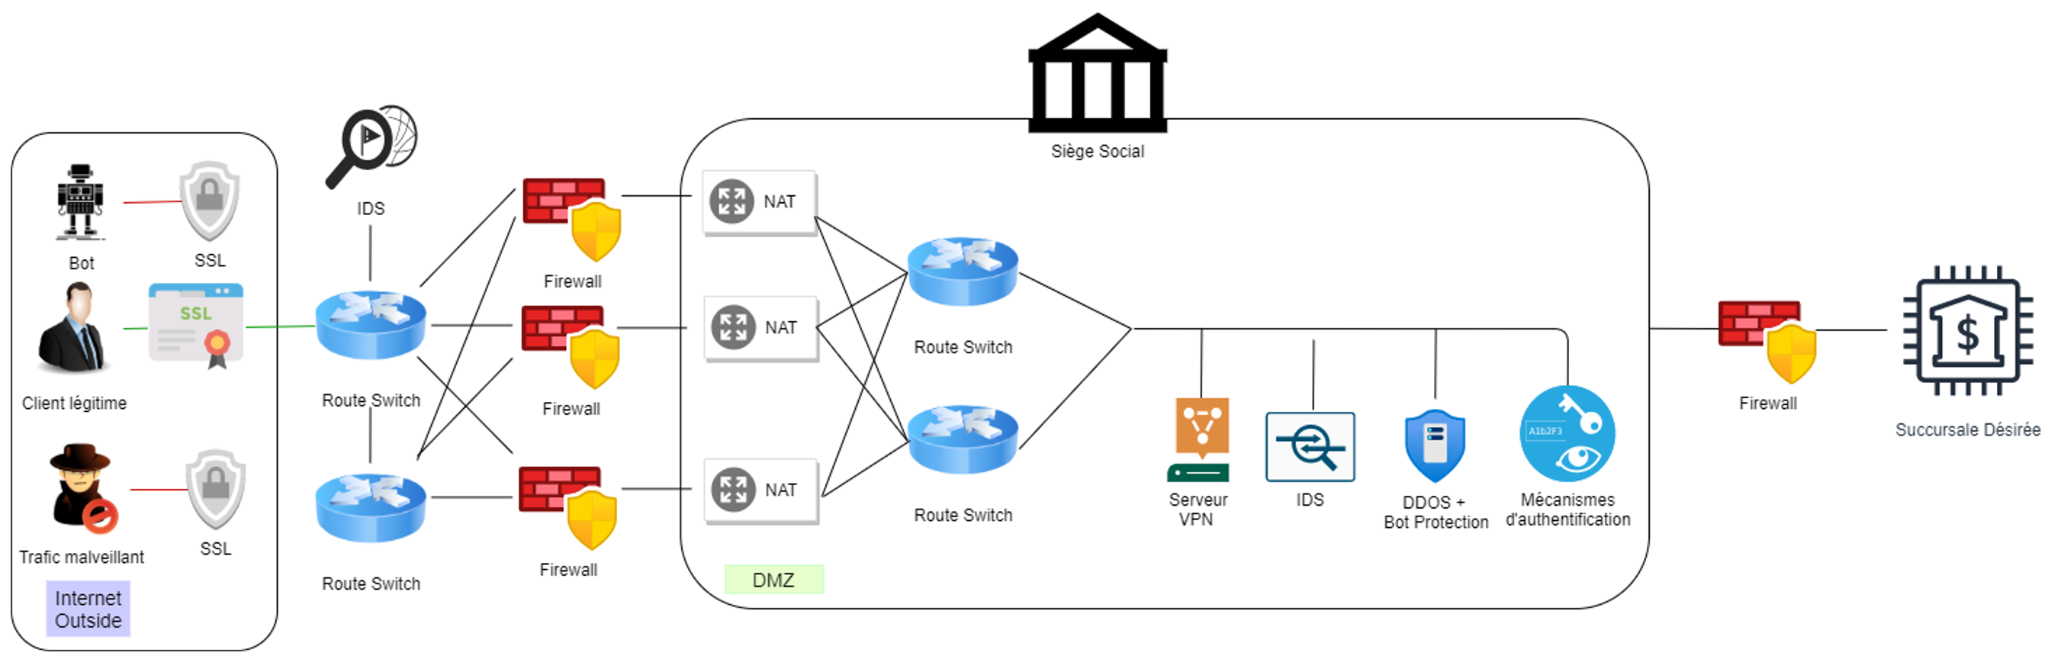 Siège Social
Bot
SSL
Client légitime
SSL
Trafic malveillant
SSL
Internet
Outside
IDS
Route Switch
Route Switch
Firewall
Firewall
Firewall
NAT
NAT
NAT
DMZ
Route Switch
Route Switch
Serveur
VPN
IDS
DDOS +
Bot Protection
A1b2F3
Mécanismes
d'authentification
Firewall
$
Succursale Désirée